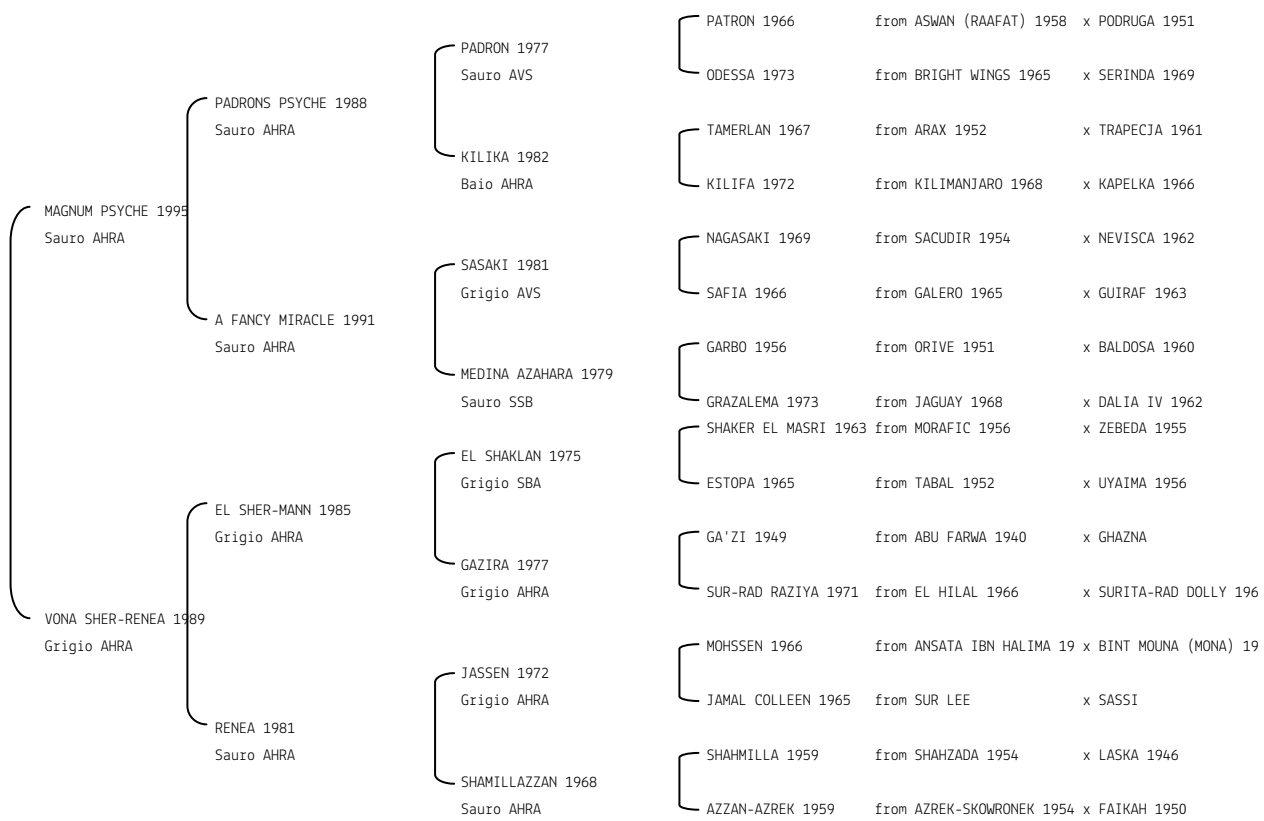 PATRON 1966 from ASWAN (RAAFAT) 1958 x PODRUGA 1951
PADRON 1977
Sauro AVS
ODESSA 1973 from BRIGHT WINGS 1965 x SERINDA 1969
PADRONS PSYCHE 1988
Sauro AHRA
TAMERLAN 1967 from ARAX 1952 x TRAPECJA 1961
KILIKA 1982
Baio AHRA
KILIFA 1972 from KILIMANJARO 1968 x KAPELKA 1966
MAGNUM PSYCHE 1995
Sauro AHRA
NAGASAKI 1969 from SACUDIR 1954 x NEVISCA 1962
SASAKI 1981
Grigio AVS
SAFIA 1966 from GALERO 1965 x GUIRAF 1963
A FANCY MIRACLE 1991
Sauro AHRA
GARBO 1956 from ORIVE 1951 x BALDOSA 1960
MEDINA AZAHARA 1979
Sauro SSB
GRAZALEMA 1973 from JAGUAY 1968 x DALIA IV 1962
SHAKER EL MASRI 1963 from MORAFIC 1956 x ZEBEDA 1955
EL SHAKLAN 1975
Grigio SBA
ESTOPA 1965 from TABAL 1952 x UYAIMA 1956
EL SHER-MANN 1985
Grigio AHRA
GA'ZI 1949 from ABU FARWA 1940 x GHAZNA
GAZIRA 1977
Grigio AHRA
SUR-RAD RAZIYA 1971 from EL HILAL 1966 x SURITA-RAD DOLLY 196
VONA SHER-RENEA 1989
Grigio AHRA
MOHSSEN 1966 from ANSATA IBN HALIMA 19 x BINT MOUNA (MONA) 19
JASSEN 1972
Grigio AHRA
JAMAL COLLEEN 1965 from SUR LEE x SASSI
RENEA 1981
Sauro AHRA
SHAHMILLA 1959 from SHAHZADA 1954 x LASKA 1946
SHAMILLAZZAN 1968
Sauro AHRA
AZZAN-AZREK 1959 from AZREK-SKOWRONEK 1954 x FAIKAH 1950